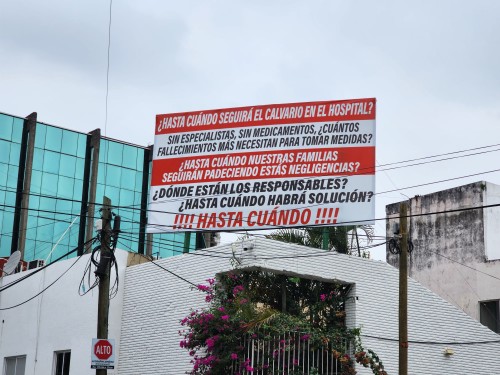 ¿HASTA CUÁNDO SEGUIRÁ EL CALVARIO EN EL HOSPITAL?
SIN ESPECIALISTAS, SIN MEDICAMENTOS, ¿CUÁNTOS
FALLECIMIENTOS MÁS NECESITAN PARA TOMAR MEDIDAS?
¿HASTA CUÁNDO NUESTRAS FAMILIAS
SEGUIRÁN PADECIENDO ESTÁS NEGLIGENCIAS?
¿DÓNDE ESTÁN LOS RESPONSABLES?
¿HASTA CUÁNDO HABRÁ SOLUCIÓN?
!!!! HASTA CUÁNDO !!!!
ALTO